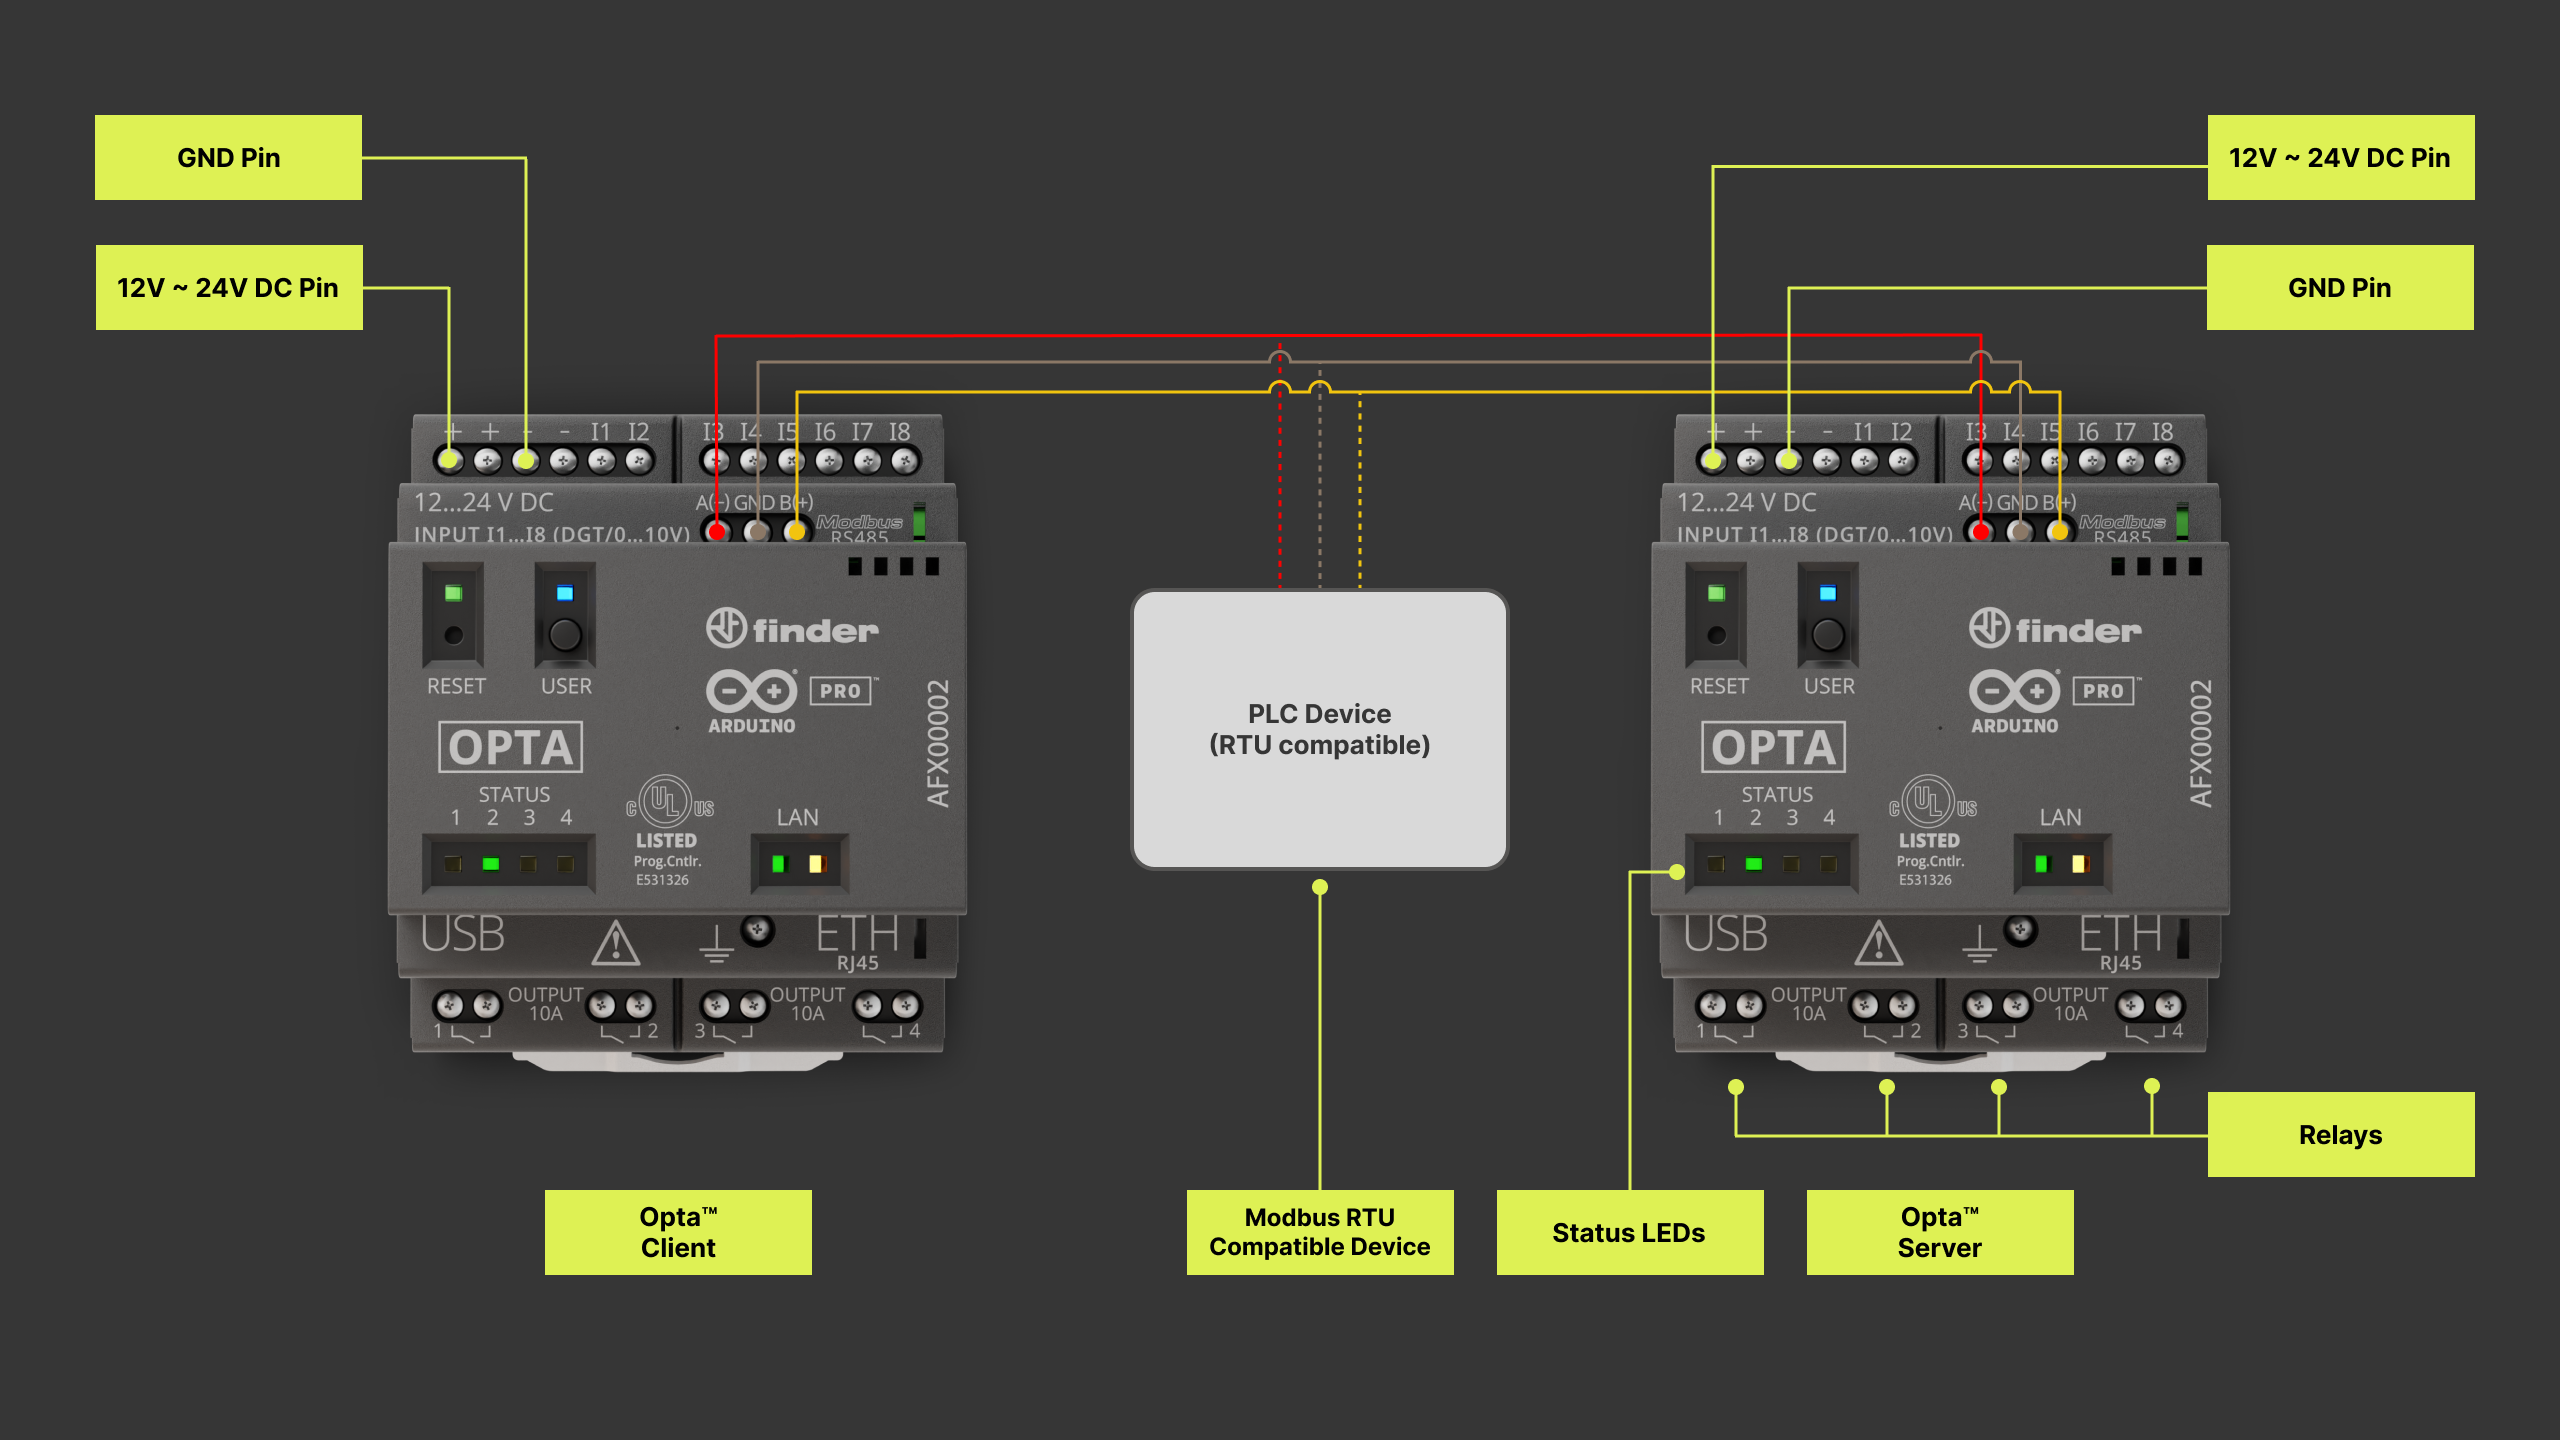 GND Pin
12V ~ 24V DC Pin
12V ~ 24V DC Pin
GND Pin
+ + - - I1 I2 I3 I4 I5 I6 I7 I8
12...24 V DC
A(-) GND B(+)
INPUT I1...I8 (DGT/0...10V)
Modbus
RS485
RESET
USER
finder
ARDUINO
PRO™
OPTA
AFX00002
STATUS
1 2 3 4
C UL US
LISTED
Prog.Cntlr.
E531326
LAN
USB
ETH
RJ45
OUTPUT
10A
OUTPUT
10A
1 2 3 4
PLC Device
(RTU compatible)
+ + - - I1 I2 I3 I4 I5 I6 I7 I8
12...24 V DC
A(-) GND B(+)
INPUT I1...I8 (DGT/0...10V)
Modbus
RS485
RESET
USER
finder
ARDUINO
PRO™
OPTA
AFX00002
STATUS
1 2 3 4
C UL US
LISTED
Prog.Cntlr.
E531326
LAN
USB
ETH
RJ45
OUTPUT
10A
OUTPUT
10A
1 2 3 4
Relays
Opta™
Client
Modbus RTU
Compatible Device
Status LEDs
Opta™
Server